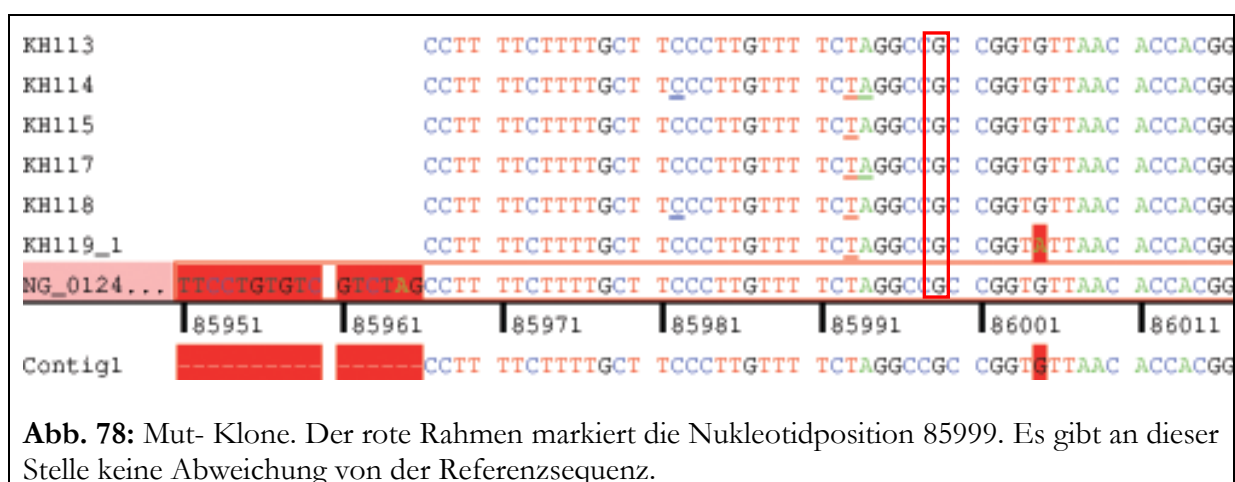 KH113 CCTT TTCTTTTGCT TCCCTTGTTT TCTAGGCCGC CGGTGTTAAC ACCACGG
KH114 CCTT TTCTTTTGCT TCCCTTGTTT TCTAGGCCGC CGGTGTTAAC ACCACGG
KH115 CCTT TTCTTTTGCT TCCCTTGTTT TCTAGGCCGC CGGTGTTAAC ACCACGG
KH117 CCTT TTCTTTTGCT TCCCTTGTTT TCTAGGCCGC CGGTGTTAAC ACCACGG
KH118 CCTT TTCTTTTGCT TCCCTTGTTT TCTAGGCCGC CGGTGTTAAC ACCACGG
KH119_1 CCTT TTCTTTTGCT TCCCTTGTTT TCTAGGCCGC CGGTATTAAC ACCACGG
NG_0124... TTCCTGTGTC GTCTAGCCTT TTCTTTTGCT TCCCTTGTTT TCTAGGCCGC CGGTGTTAAC ACCACGG
85951 85961 85971 85981 85991 86001 86011
Contig1 ---------- ------CCTT TTCTTTTGCT TCCCTTGTTT TCTAGGCCGC CGGTGTTAAC ACCACGG
Abb. 78: Mut- Klone. Der rote Rahmen markiert die Nukleotidposition 85999. Es gibt an dieser
Stelle keine Abweichung von der Referenzsequenz.